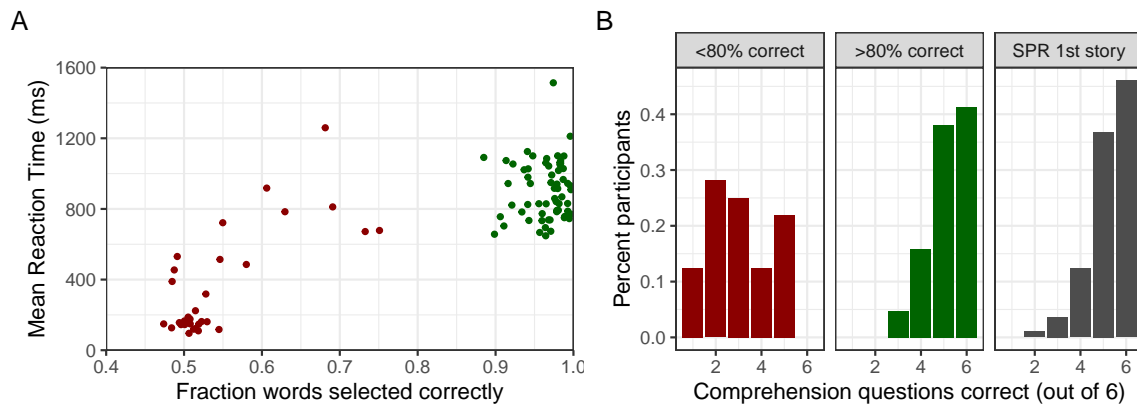 A
Mean Reaction Time (ms)
1600
1200
800
400
0
0.4 0.5 0.6 0.7 0.8 0.9 1.0
Fraction words selected correctly
B
<80% correct >80% correct SPR 1st story
Percent participants
0.4
0.3
0.2
0.1
0.0
2 4 6 2 4 6 2 4 6
Comprehension questions correct (out of 6)